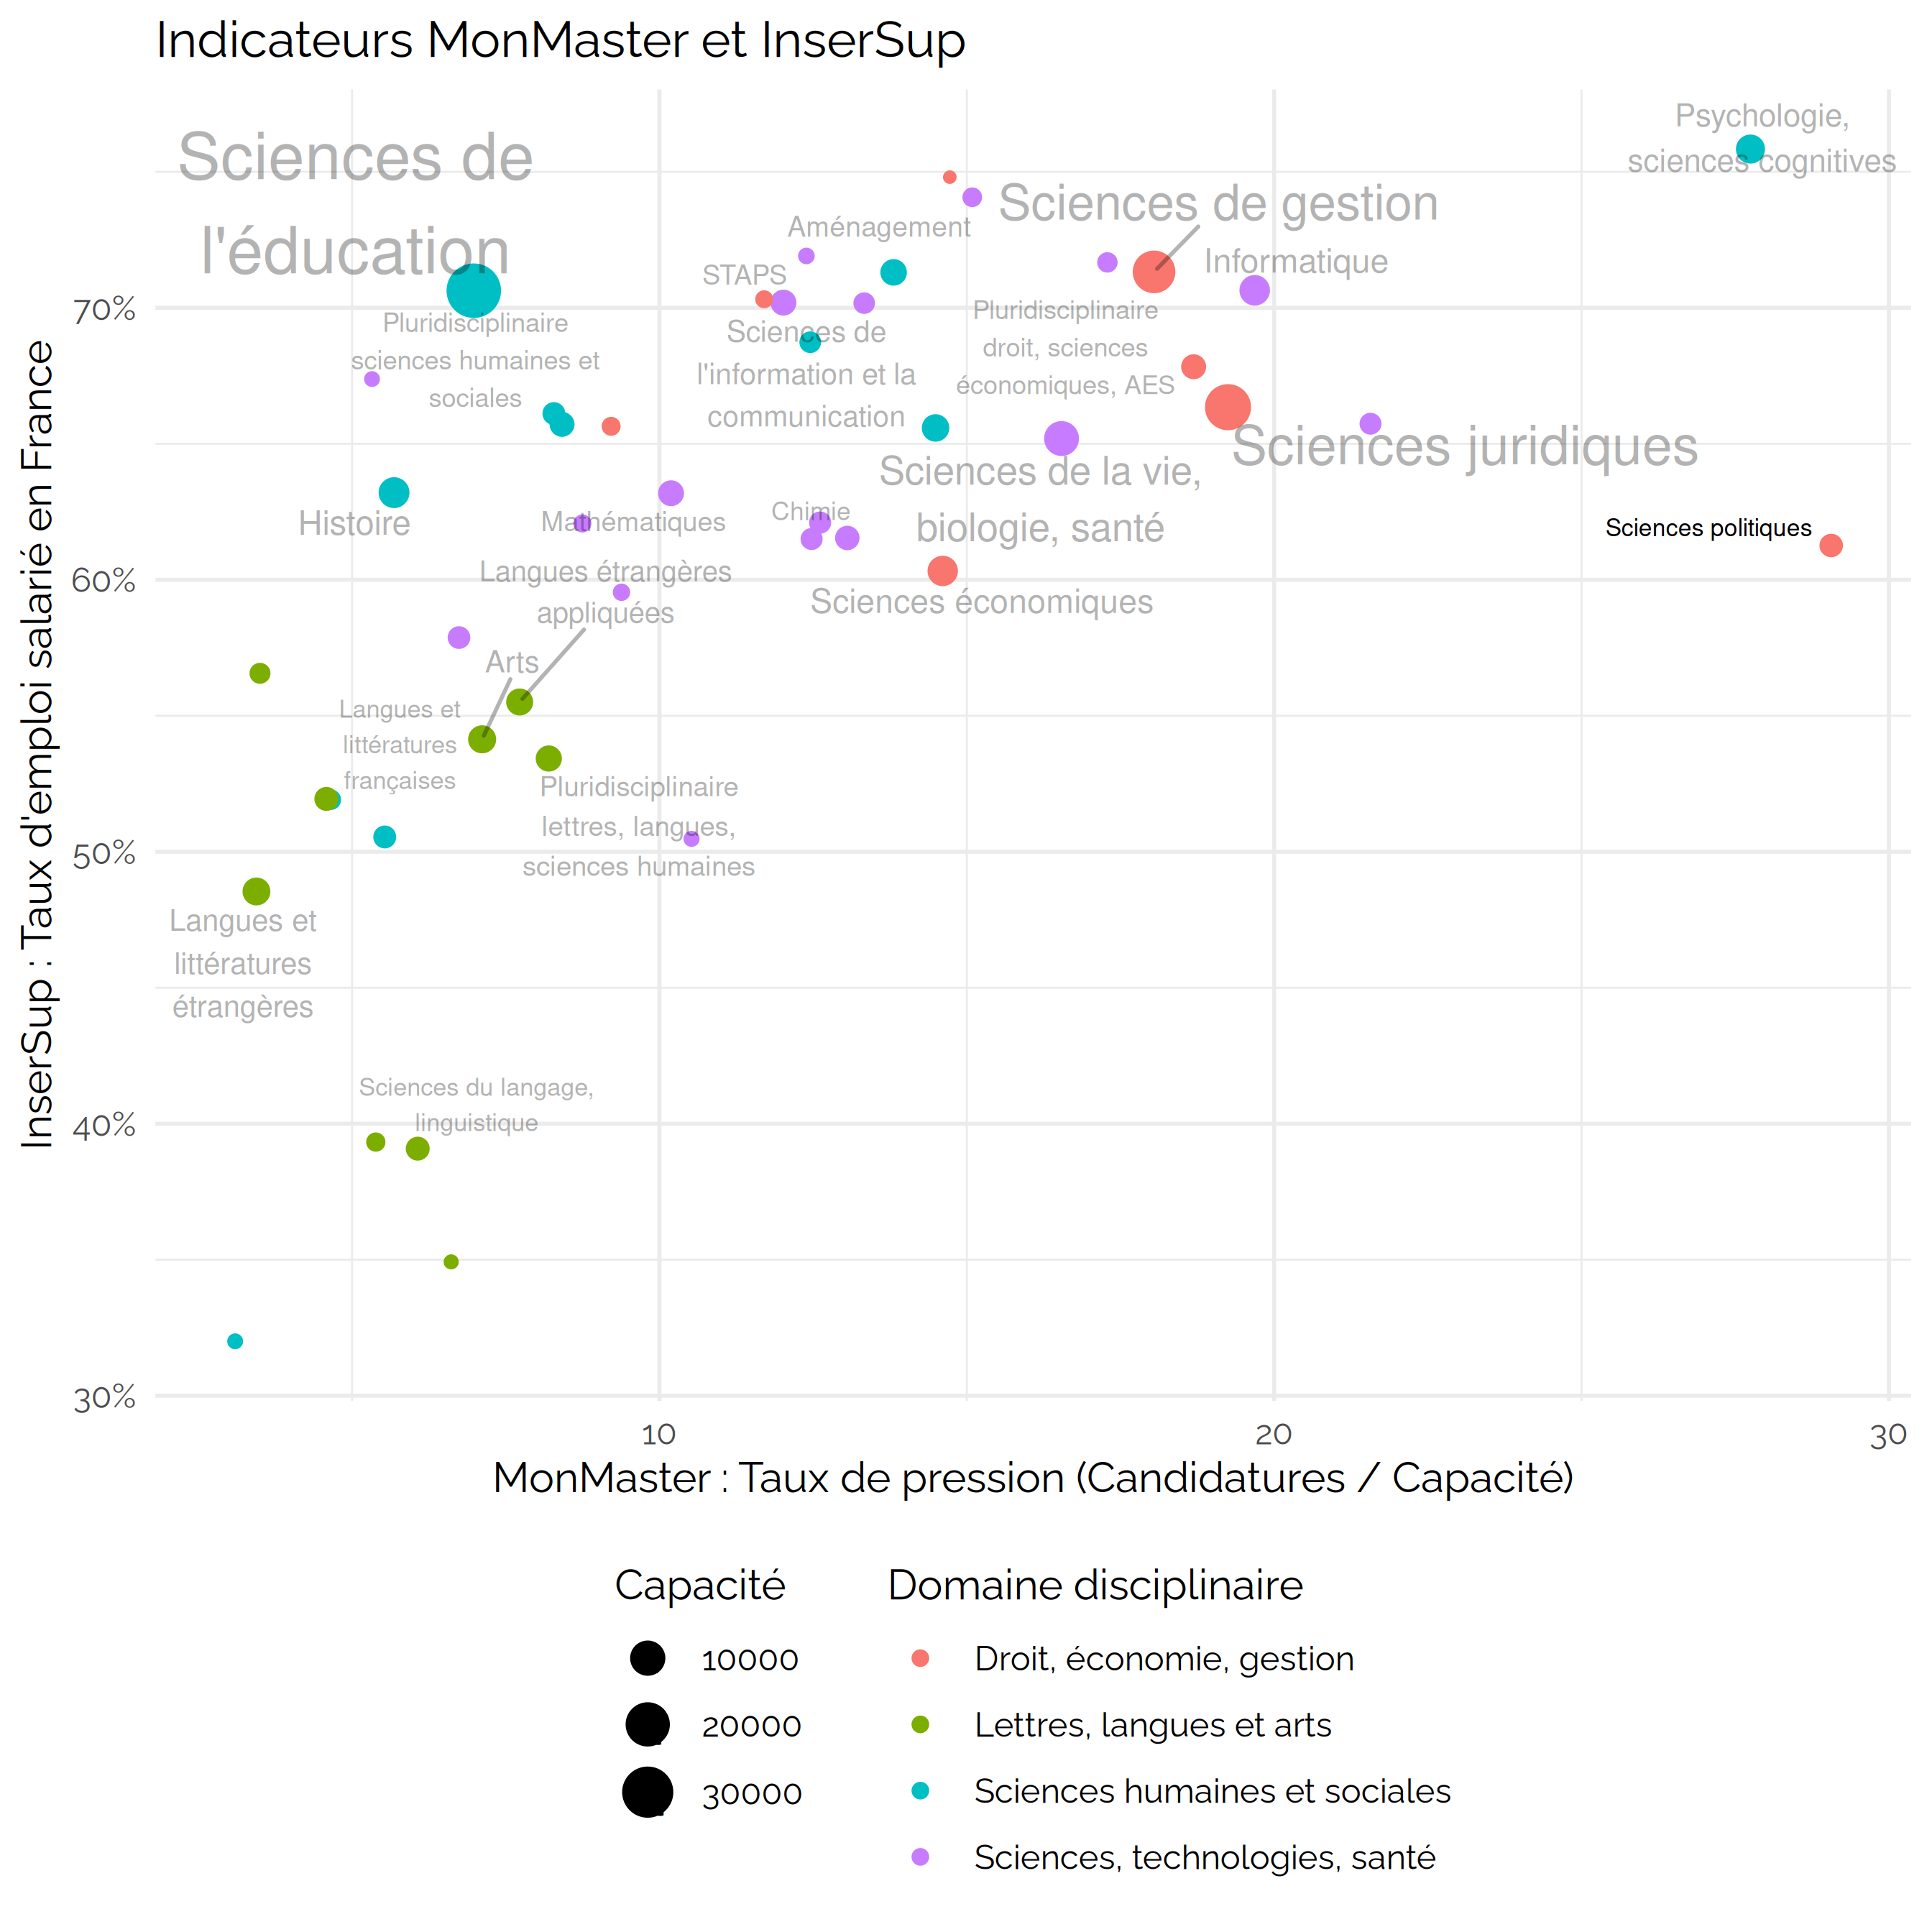 Indicateurs MonMaster et InserSup
Sciences de
l'éducation
Psychologie,
sciences cognitives
Sciences de gestion
Aménagement
Informatique
STAPS
Pluridisciplinaire
sciences humaines et
sociales
Sciences de
l'information et la
communication
Pluridisciplinaire
droit, sciences
économiques, AES
Sciences juridiques
Sciences de la vie,
biologie, santé
Histoire
Mathématiques
Chimie
Sciences politiques
Langues étrangères
appliquées
Sciences économiques
Arts
Langues et
littératures
françaises
Pluridisciplinaire
lettres, langues,
sciences humaines
Langues et
littératures
étrangères
Sciences du langage,
linguistique
InserSup : Taux d'emploi salarié en France
70%
60%
50%
40%
30%
10
20
30
MonMaster : Taux de pression (Candidatures / Capacité)
Capacité
10000
20000
30000
Domaine disciplinaire
Droit, économie, gestion
Lettres, langues et arts
Sciences humaines et sociales
Sciences, technologies, santé